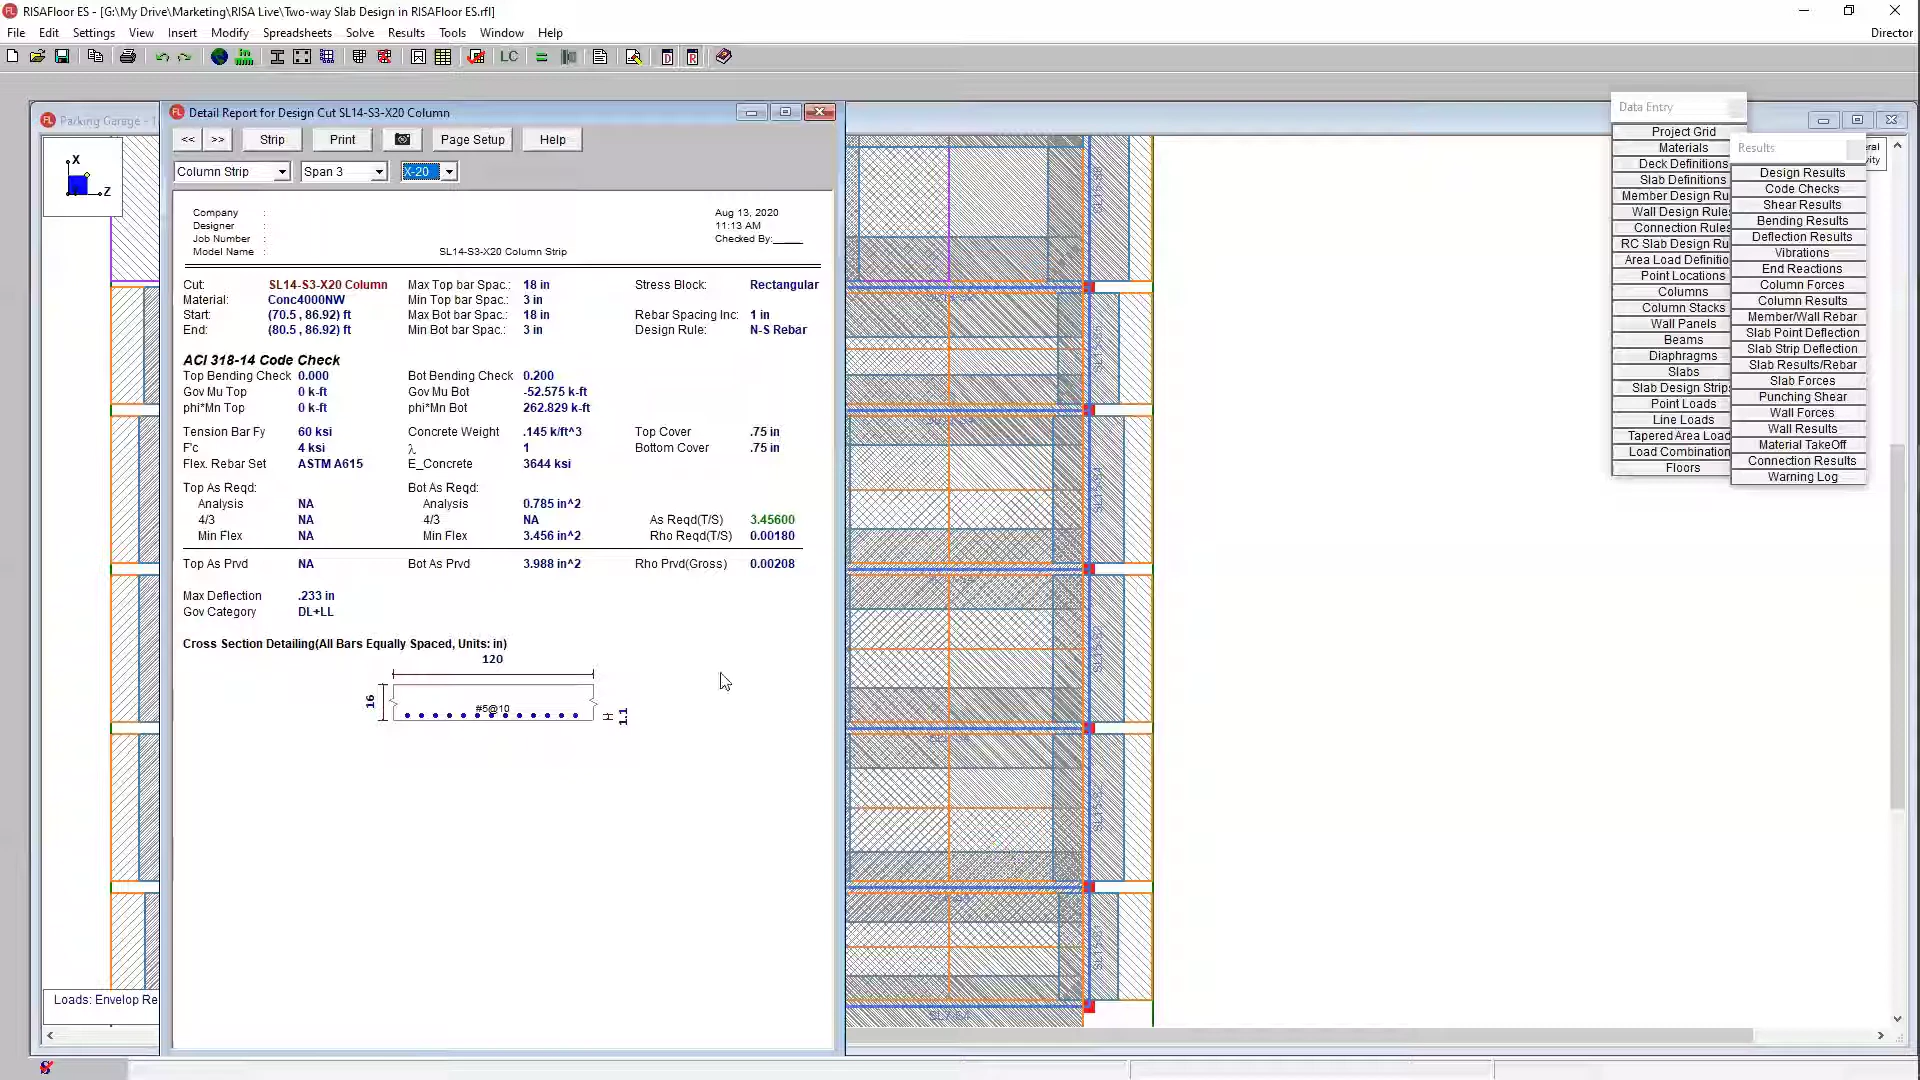 RISAFloor ES - [G:\My Drive\Marketing\RISA Live\Two-way Slab Design in RISAFloor ES.rfl]
File Edit Settings View Insert Modify Spreadsheets Solve Results Tools Window Help
Director
LC D R
Parking Garage - 1
Detail Report for Design Cut SL14-S3-X20 Column
<< >> Strip Print Page Setup Help
Column Strip Span 3 X-20
X
Z
Company :
Designer :
Job Number :
Model Name :
SL14-S3-X20 Column Strip
Aug 13, 2020
11:13 AM
Checked By:_____
Cut: SL14-S3-X20 Column Max Top bar Spac.: 18 in Stress Block: Rectangular
Material: Conc4000NW Min Top bar Spac.: 3 in
Start: (70.5 , 86.92) ft Max Bot bar Spac.: 18 in Rebar Spacing Inc: 1 in
End: (80.5 , 86.92) ft Min Bot bar Spac.: 3 in Design Rule: N-S Rebar
ACI 318-14 Code Check
Top Bending Check 0.000 Bot Bending Check 0.200
Gov Mu Top 0 k-ft Gov Mu Bot -52.575 k-ft
phi*Mn Top 0 k-ft phi*Mn Bot 262.829 k-ft
Tension Bar Fy 60 ksi Concrete Weight .145 k/ft^3 Top Cover .75 in
F'c 4 ksi λ 1 Bottom Cover .75 in
Flex. Rebar Set ASTM A615 E_Concrete 3644 ksi
Top As Reqd: Bot As Reqd:
Analysis NA Analysis 0.785 in^2
4/3 NA 4/3 NA As Reqd(T/S) 3.45600
Min Flex NA Min Flex 3.456 in^2 Rho Reqd(T/S) 0.00180
Top As Prvd NA Bot As Prvd 3.988 in^2 Rho Prvd(Gross) 0.00208
Max Deflection .233 in
Gov Category DL+LL
Cross Section Detailing(All Bars Equally Spaced, Units: in)
120
16
#5@10
1.1
Loads: Envelop Re
Data Entry
Project Grid
Materials
Deck Definitions
Slab Definitions
Member Design Ru
Wall Design Rules
Connection Rules
RC Slab Design Ru
Area Load Definitio
Point Locations
Columns
Column Stacks
Wall Panels
Beams
Diaphragms
Slabs
Slab Design Strips
Point Loads
Line Loads
Tapered Area Load
Load Combination
Floors
Results
Design Results
Code Checks
Shear Results
Bending Results
Deflection Results
Vibrations
End Reactions
Column Forces
Column Results
Member/Wall Rebar
Slab Point Deflection
Slab Strip Deflection
Slab Results/Rebar
Slab Forces
Punching Shear
Wall Forces
Wall Results
Material TakeOff
Connection Results
Warning Log